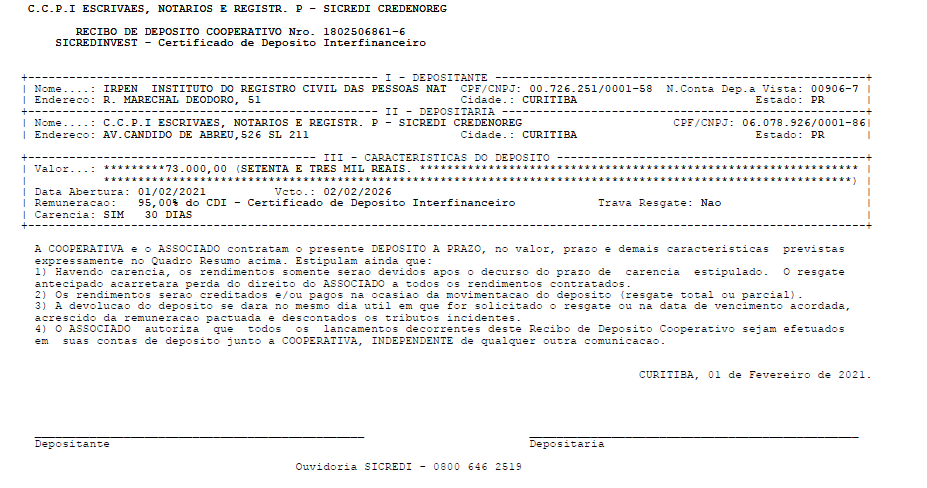 C.C.P.I ESCRIVAES, NOTARIOS E REGISTR. P - SICREDI CREDENOREG
RECIBO DE DEPOSITO COOPERATIVO Nro. 1802506861-6
SICREDINVEST - Certificado de Deposito Interfinanceiro
I - DEPOSITANTE
Nome....: IRPEN  INSTITUTO DO REGISTRO CIVIL DAS PESSOAS NAT  CPF/CNPJ: 00.726.251/0001-58  N.Conta Dep.a Vista: 00906-7
Endereco: R. MARECHAL DEODORO, 51 Cidade.: CURITIBA Estado: PR
II - DEPOSITARIA
Nome....: C.C.P.I ESCRIVAES, NOTARIOS E REGISTR. P - SICREDI CREDENOREG CPF/CNPJ: 06.078.926/0001-86
Endereco: AV.CANDIDO DE ABREU,526 SL 211 Cidade.: CURITIBA Estado: PR
III - CARACTERISTICAS DO DEPOSITO
Valor...: *********73.000,00 (SETENTA E TRES MIL REAIS. ****************************************************************
*************************************************************************************************************)
Data Abertura: 01/02/2021 Vcto.: 02/02/2026
Remuneracao:   95,00% do CDI - Certificado de Deposito Interfinanceiro Trava Resgate: Nao
Carencia: SIM   30 DIAS
A COOPERATIVA e o ASSOCIADO contratam o presente DEPOSITO A PRAZO, no valor, prazo e demais caracteristicas  previstas
expressamente no Quadro Resumo acima. Estipulam ainda que:
1) Havendo carencia, os rendimentos somente serao devidos apos o decurso do prazo de  carencia  estipulado.  O resgate
antecipado acarretara perda do direito do ASSOCIADO a todos os rendimentos contratados.
2) Os rendimentos serao creditados e/ou pagos na ocasiao da movimentacao do deposito (resgate total ou parcial).
3) A devolucao do deposito se dara no mesmo dia util em que for solicitado o resgate ou na data de vencimento acordada,
acrescido da remuneracao pactuada e descontados os tributos incidentes.
4) O ASSOCIADO  autoriza  que  todos  os  lancamentos decorrentes deste Recibo de Deposito Cooperativo sejam efetuados
em  suas contas de deposito junto a COOPERATIVA, INDEPENDENTE de qualquer outra comunicacao.
CURITIBA, 01 de Fevereiro de 2021.
Depositante Depositaria
Ouvidoria SICREDI - 0800 646 2519